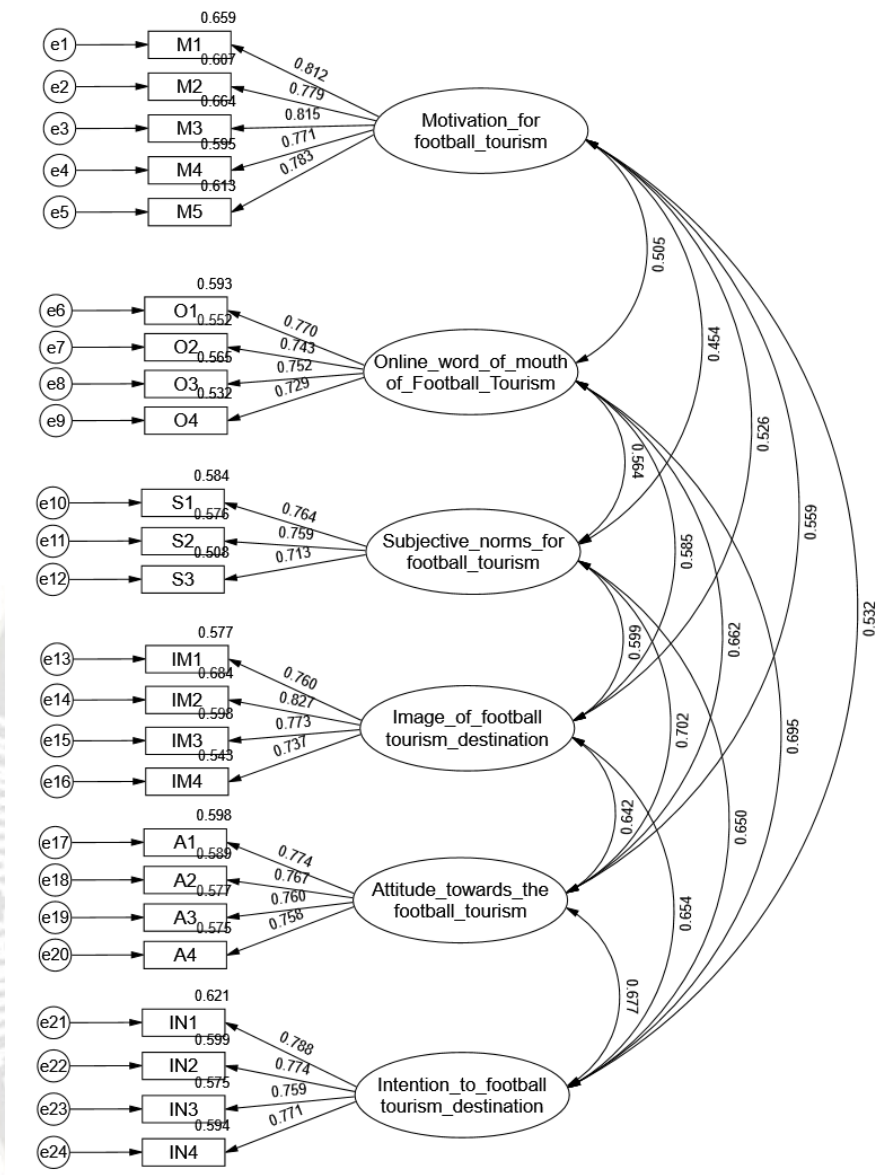 0.659
e1
M1
0.812
0.607
e2
M2
0.779
0.664
e3
M3
0.815
0.595
e4
M4
0.771
0.613
e5
M5
0.783
Motivation_for
football_tourism
0.505
0.454
0.526
0.559
0.532
0.593
e6
O1
0.770
0.552
e7
O2
0.743
0.565
e8
O3
0.752
0.532
e9
O4
0.729
Online_word_of_mouth
of_Football_Tourism
0.564
0.585
0.662
0.695
0.584
e10
S1
0.764
0.576
e11
S2
0.759
0.508
e12
S3
0.713
Subjective_norms_for
football_tourism
0.599
0.702
0.650
0.577
e13
IM1
0.760
0.684
e14
IM2
0.827
0.598
e15
IM3
0.773
0.543
e16
IM4
0.737
Image_of_football
tourism_destination
0.642
0.654
0.598
e17
A1
0.774
0.589
e18
A2
0.767
0.577
e19
A3
0.760
0.575
e20
A4
0.758
Attitude_towards_the
football_tourism
0.677
0.621
e21
IN1
0.788
0.599
e22
IN2
0.774
0.575
e23
IN3
0.759
0.594
e24
IN4
0.771
Intention_to_football
tourism_destination